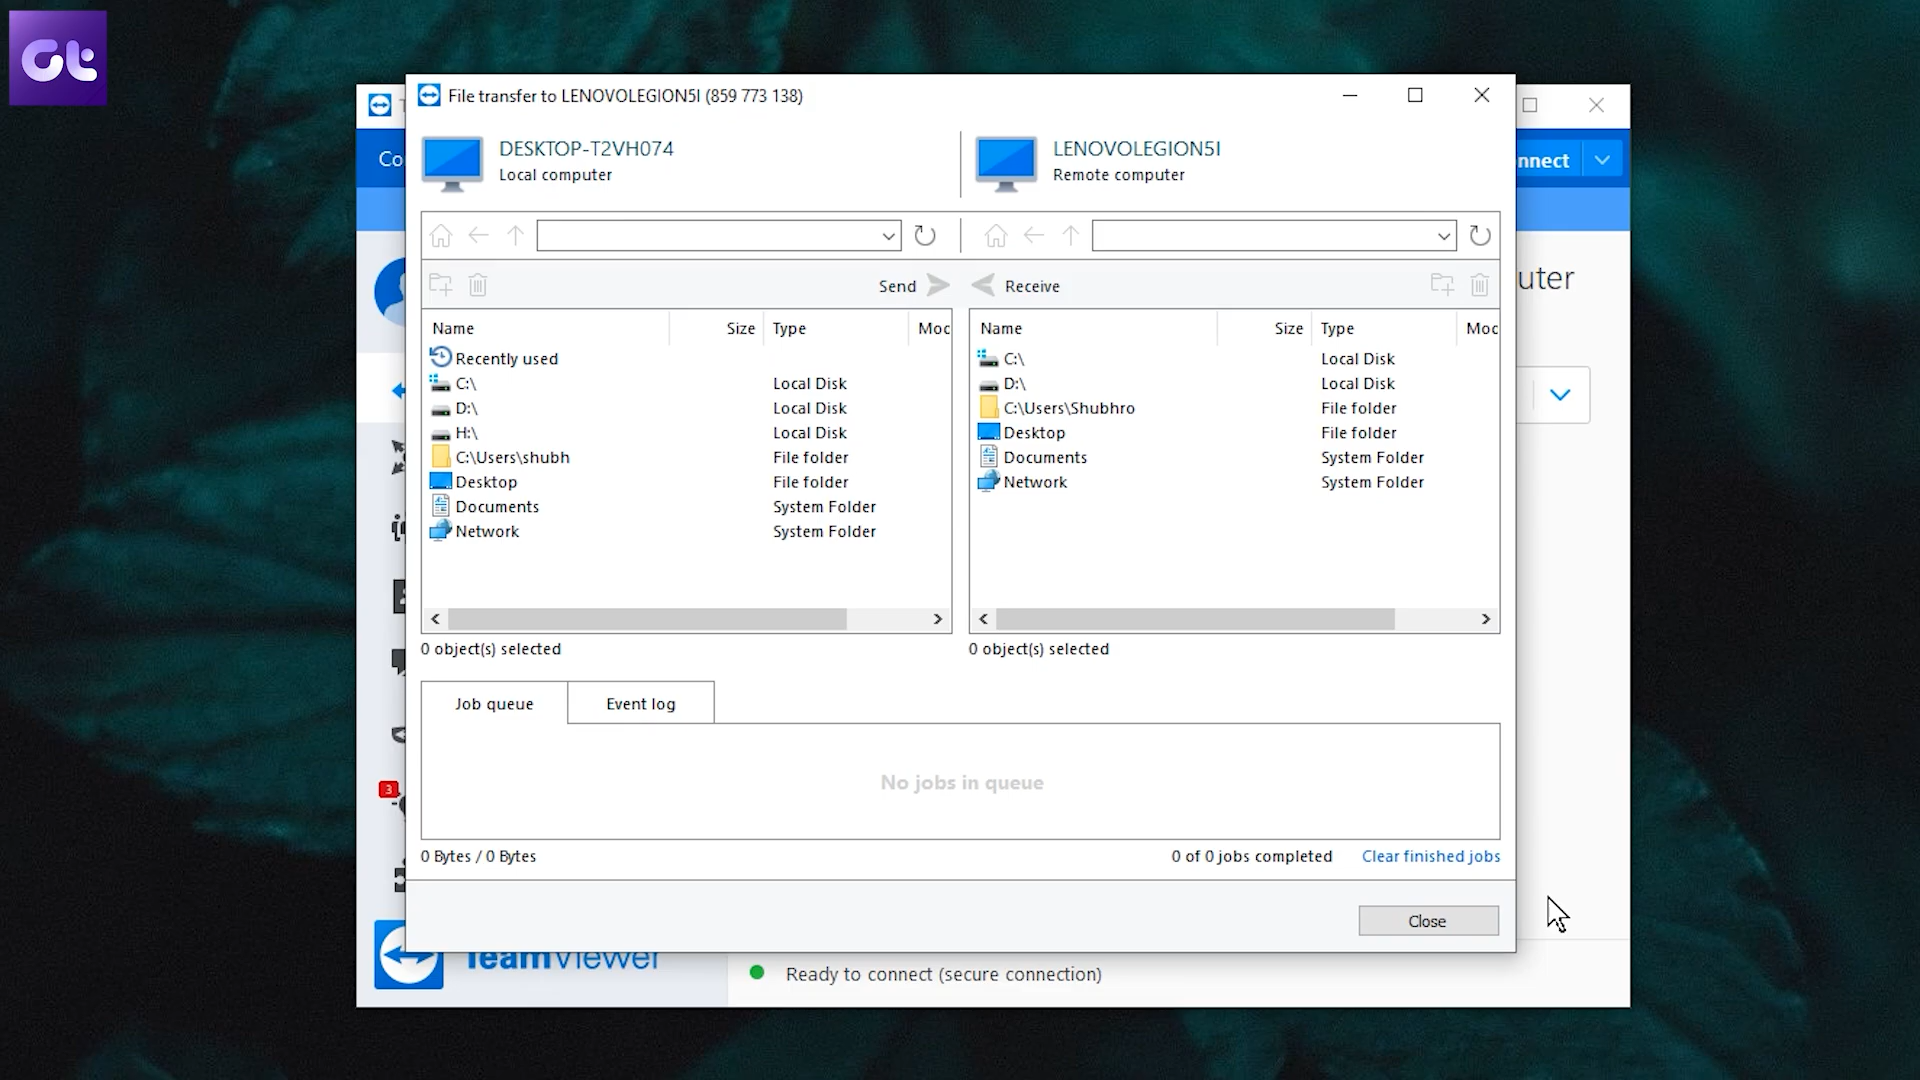 Gt
File transfer to LENOVOLEGION5I (859 773 138)
DESKTOP-T2VH074
Local computer
LENOVOLEGION5I
Remote computer
Co
nnect
Send
Receive
uter
Name Size Type Moc
Recently used
C:\ Local Disk
D:\ Local Disk
H:\ Local Disk
C:\Users\shubh File folder
Desktop File folder
Documents System Folder
Network System Folder
Name Size Type Moc
C:\ Local Disk
D:\ Local Disk
C:\Users\Shubhro File folder
Desktop File folder
Documents System Folder
Network System Folder
0 object(s) selected
0 object(s) selected
Job queue
Event log
No jobs in queue
3
0 Bytes / 0 Bytes
0 of 0 jobs completed
Clear finished jobs
Close
TeamViewer
Ready to connect (secure connection)